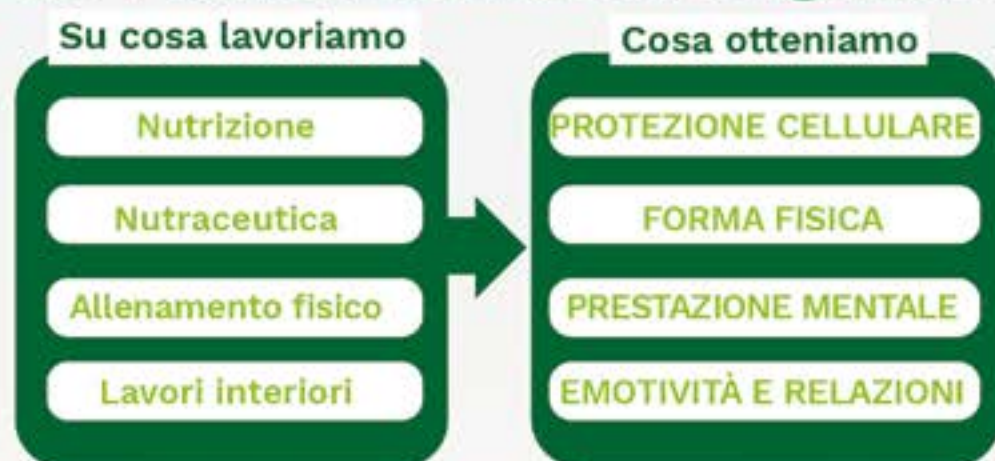 Su cosa lavoriamo
Nutrizione
Nutraceutica
Allenamento fisico
Lavori interiori
Cosa otteniamo
PROTEZIONE CELLULARE
FORMA FISICA
PRESTAZIONE MENTALE
EMOTIVITÀ E RELAZIONI